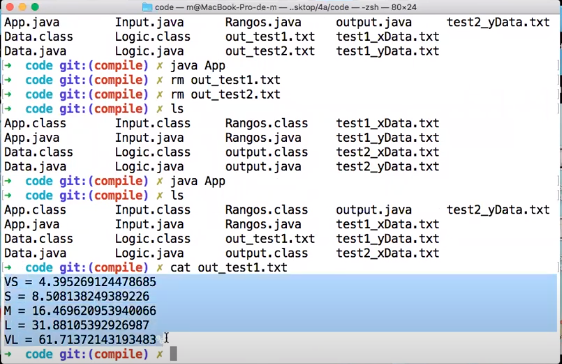 code — m@MacBook-Pro-de-m — ..sktop/4a/code — -zsh — 80×24
App.java Input.java Rangos.java output.java test2_yData.txt
Data.class Logic.class out_test1.txt test1_xData.txt
Data.java Logic.java out_test2.txt test1_yData.txt
➜ code git:(compile) ✗ java App
➜ code git:(compile) ✗ rm out_test1.txt
➜ code git:(compile) ✗ rm out_test2.txt
➜ code git:(compile) ✗ ls
App.class Input.class Rangos.class test1_xData.txt
App.java Input.java Rangos.java test1_yData.txt
Data.class Logic.class output.class test2_xData.txt
Data.java Logic.java output.java test2_yData.txt
➜ code git:(compile) ✗ java App
➜ code git:(compile) ✗ ls
App.class Input.class Rangos.class output.java test2_yData.txt
App.java Input.java Rangos.java test1_xData.txt
Data.class Logic.class out_test1.txt test1_yData.txt
Data.java Logic.java output.class test2_xData.txt
➜ code git:(compile) ✗ cat out_test1.txt
VS = 4.395269124478685
S = 8.508138249389226
M = 16.469620953940066
L = 31.88105392926987
VL = 61.71372143193483
➜ code git:(compile) ✗